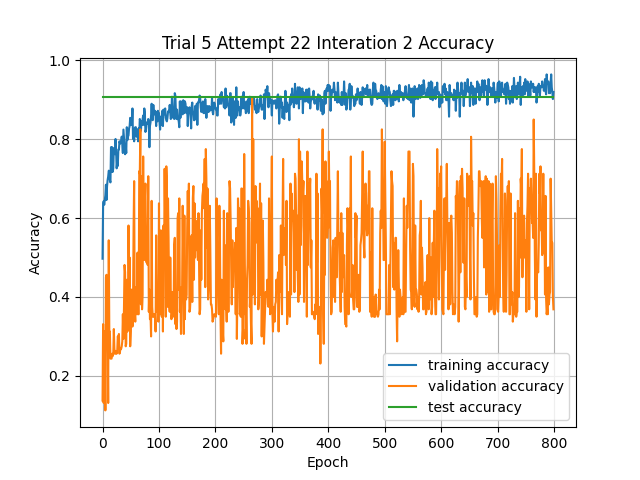 Trial 5 Attempt 22 Interation 2 Accuracy
1.0
0.8
0.6
0.4
0.2
Accuracy
0
100
200
300
400
500
600
700
800
Epoch
training accuracy
validation accuracy
test accuracy